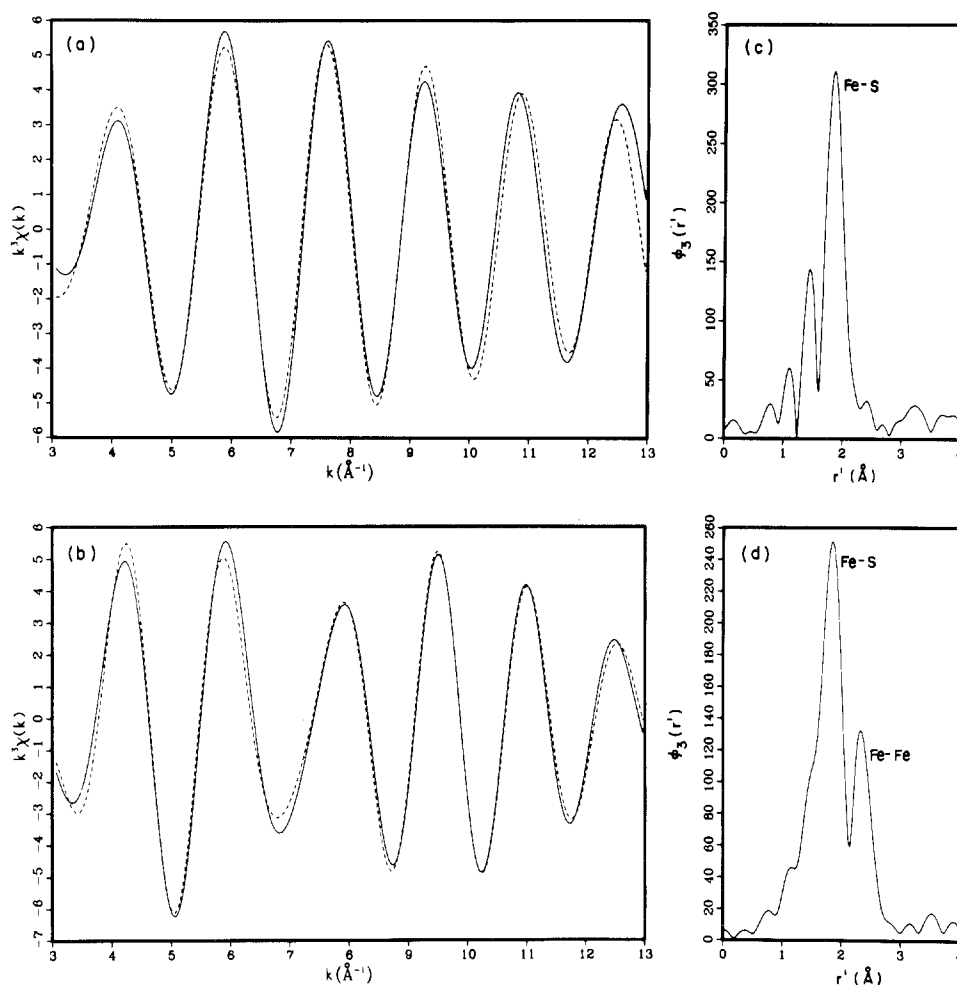 (a)
k³χ(k)
6
5
4
3
2
1
0
-1
-2
-3
-4
-5
-6
3 4 5 6 7 8 9 10 11 12 13
k(Å⁻¹)
(c)
Fe-S
ϕ₃(r')
350
300
250
200
150
100
50
0
0 1 2 3 4
r' (Å)
(b)
k³χ(k)
6
5
4
3
2
1
0
-1
-2
-3
-4
-5
-6
-7
3 4 5 6 7 8 9 10 11 12 13
k(Å⁻¹)
(d)
Fe-S
Fe-Fe
ϕ₃(r')
260
240
220
200
180
160
140
120
100
80
60
40
20
0
0 1 2 3 4
r' (Å)